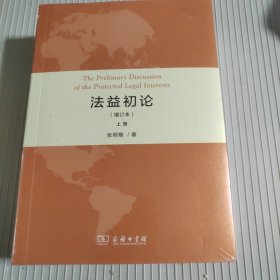 The Prelimary Discussion
of the Protected Legal Interests
法益初论
（增订本）
上册
张明楷 / 著
商务印书馆